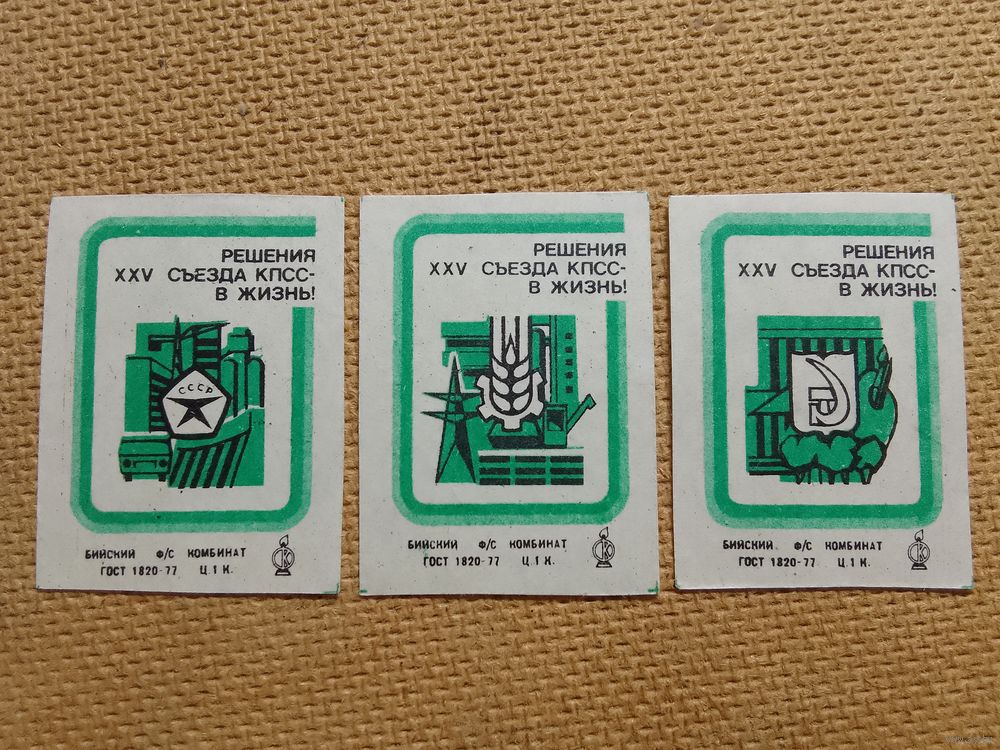 РЕШЕНИЯ
XXV СЪЕЗДА КПСС-
В ЖИЗНЬ!
СССР
БИЙСКИЙ Ф/С КОМБИНАТ
ГОСТ 1820-77 Ц.1 К.
РЕШЕНИЯ
XXV СЪЕЗДА КПСС-
В ЖИЗНЬ!
БИЙСКИЙ Ф/С КОМБИНАТ
ГОСТ 1820-77 Ц.1 К.
РЕШЕНИЯ
XXV СЪЕЗДА КПСС-
В ЖИЗНЬ!
БИЙСКИЙ. Ф/С КОМБИНАТ
ГОСТ 1820-77 Ц.1 К.